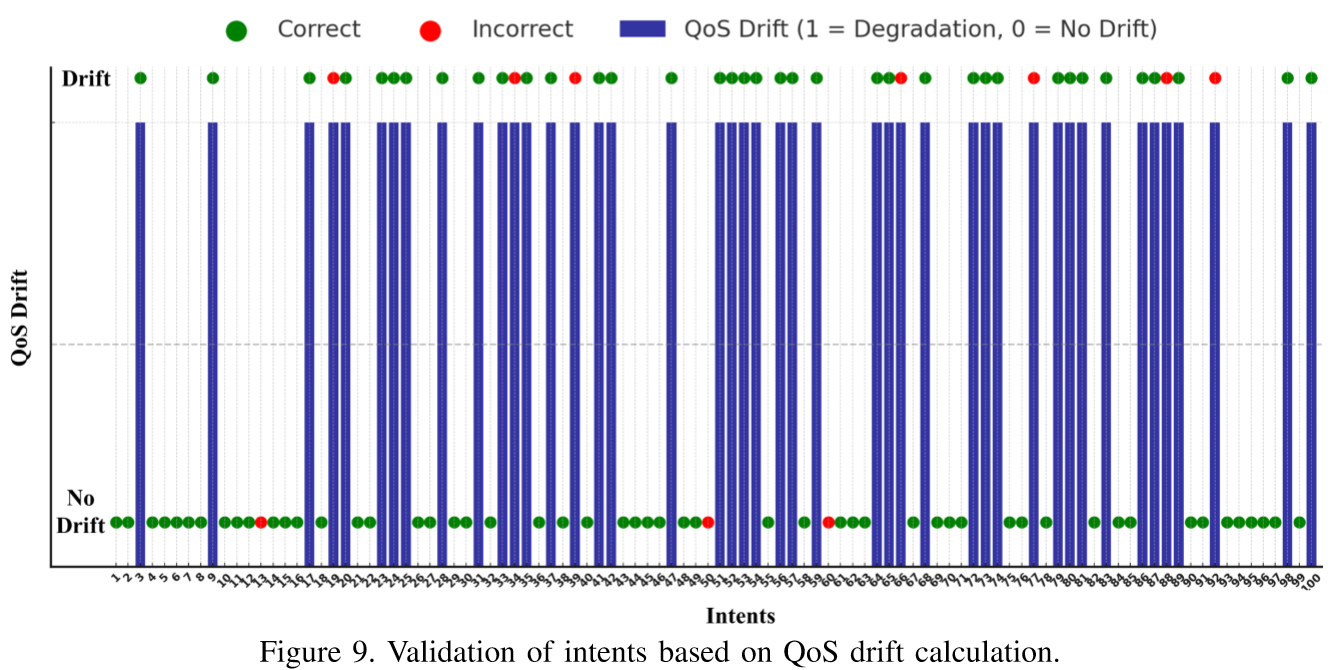 Correct Incorrect QoS Drift (1 = Degradation, 0 = No Drift)
Drift
QoS Drift
No
Drift
1 2 3 4 5 6 7 8 9 10 11 12 13 14 15 16 17 18 19 20 21 22 23 24 25 26 27 28 29 30 31 32 33 34 35 36 37 38 39 40 41 42 43 44 45 46 47 48 49 50 51 52 53 54 55 56 57 58 59 60 61 62 63 64 65 66 67 68 69 70 71 72 73 74 75 76 77 78 79 80 81 82 83 84 85 86 87 88 89 90 91 92 93 94 95 96 97 98 99 100
Intents
Figure 9. Validation of intents based on QoS drift calculation.